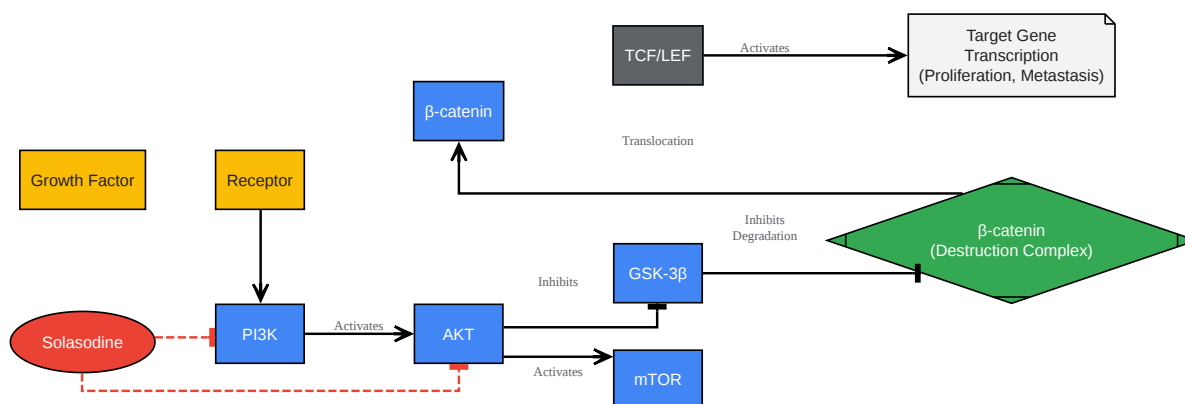 TCF/LEF
Activates
Target Gene
Transcription
(Proliferation, Metastasis)
β-catenin
Translocation
Growth Factor
Receptor
Inhibits
Degradation
β-catenin
(Destruction Complex)
GSK-3β
Inhibits
Solasodine
PI3K
Activates
AKT
Activates
mTOR